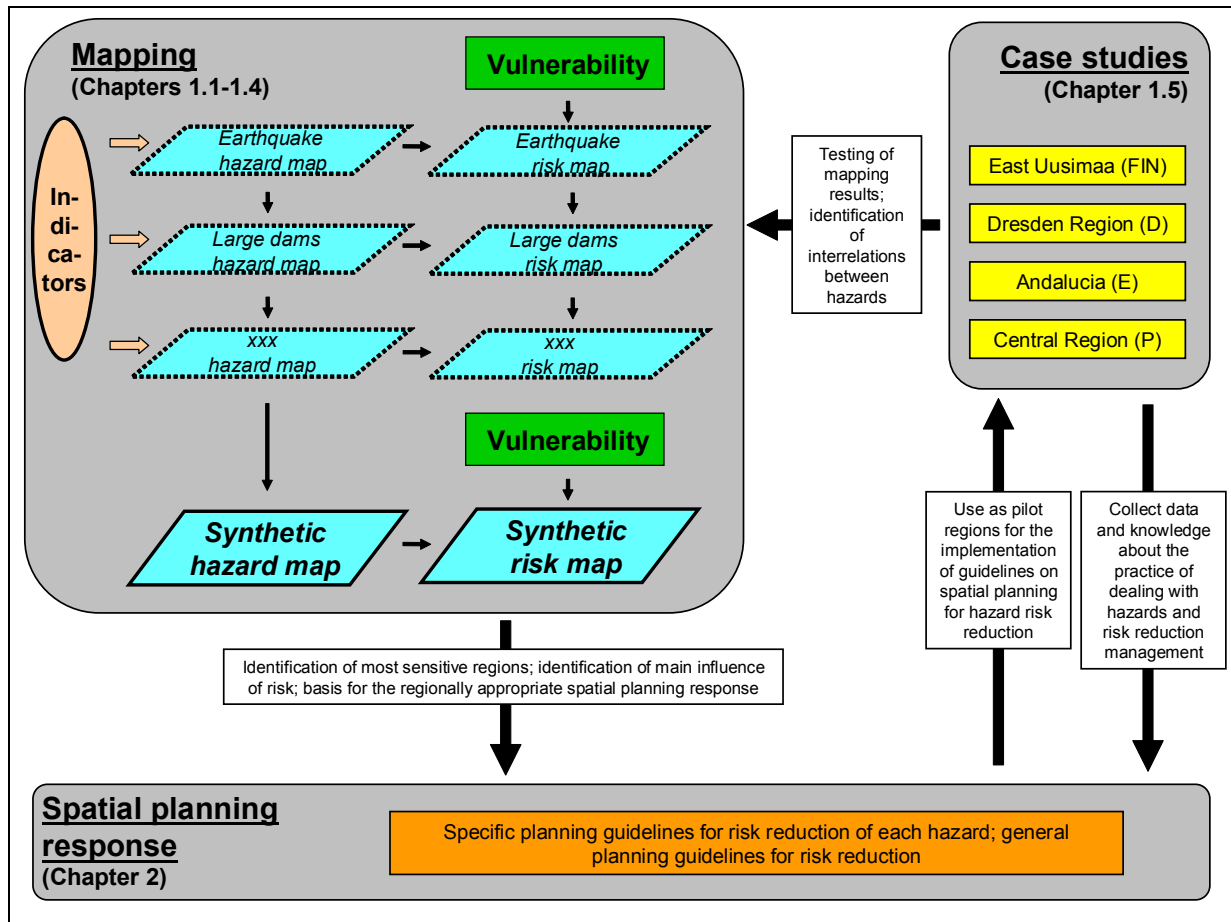 Mapping
(Chapters 1.1-1.4)
Vulnerability
In-
di-
ca-
tors
Earthquake
hazard map
Earthquake
risk map
Large dams
hazard map
Large dams
risk map
xxx
hazard map
xxx
risk map
Vulnerability
Synthetic
hazard map
Synthetic
risk map
Testing of
mapping
results;
identification
of
interrelations
between
hazards
Case studies
(Chapter 1.5)
East Uusimaa (FIN)
Dresden Region (D)
Andalucia (E)
Central Region (P)
Use as pilot
regions for the
implementation
of guidelines on
spatial planning
for hazard risk
reduction
Collect data
and knowledge
about the
practice of
dealing with
hazards and
risk reduction
management
Identification of most sensitive regions; identification of main influence
of risk; basis for the regionally appropriate spatial planning response
Spatial planning
response
(Chapter 2)
Specific planning guidelines for risk reduction of each hazard; general
planning guidelines for risk reduction